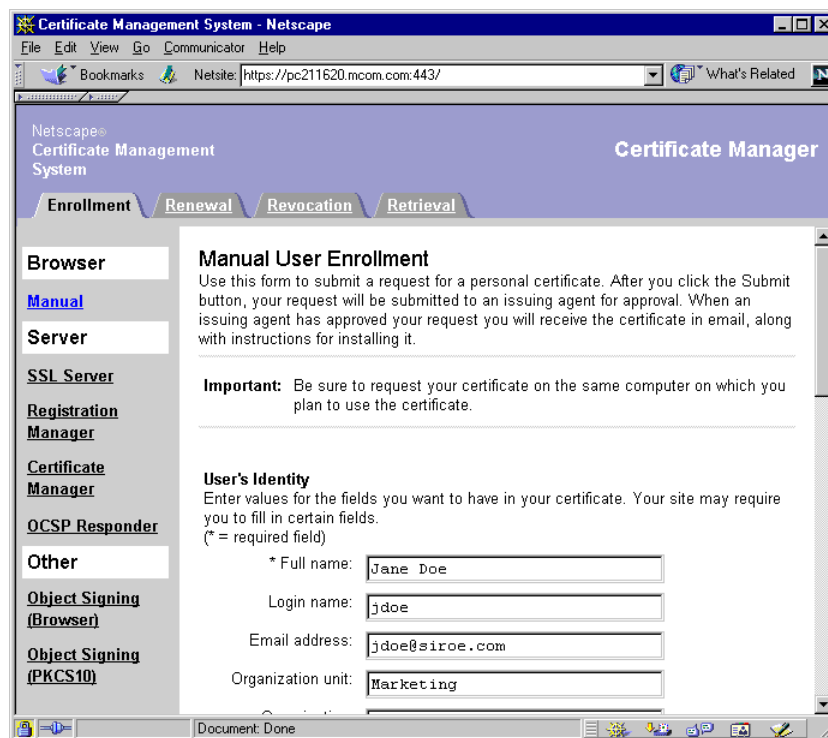 Certificate Management System - Netscape
File Edit View Go Communicator Help
Bookmarks Netsite: https://pc211620.mcom.com:443/ What's Related N
Netscape®
Certificate Management
System
Certificate Manager
Enrollment Renewal Revocation Retrieval
Browser
Manual
Server
SSL Server
Registration
Manager
Certificate
Manager
OCSP Responder
Other
Object Signing
(Browser)
Object Signing
(PKCS10)
Manual User Enrollment
Use this form to submit a request for a personal certificate. After you click the Submit
button, your request will be submitted to an issuing agent for approval. When an
issuing agent has approved your request you will receive the certificate in email, along
with instructions for installing it.
Important: Be sure to request your certificate on the same computer on which you
plan to use the certificate.
User's Identity
Enter values for the fields you want to have in your certificate. Your site may require
you to fill in certain fields.
(* = required field)
* Full name: Jane Doe
Login name: jdoe
Email address: jdoe@siroe.com
Organization unit: Marketing
Document: Done